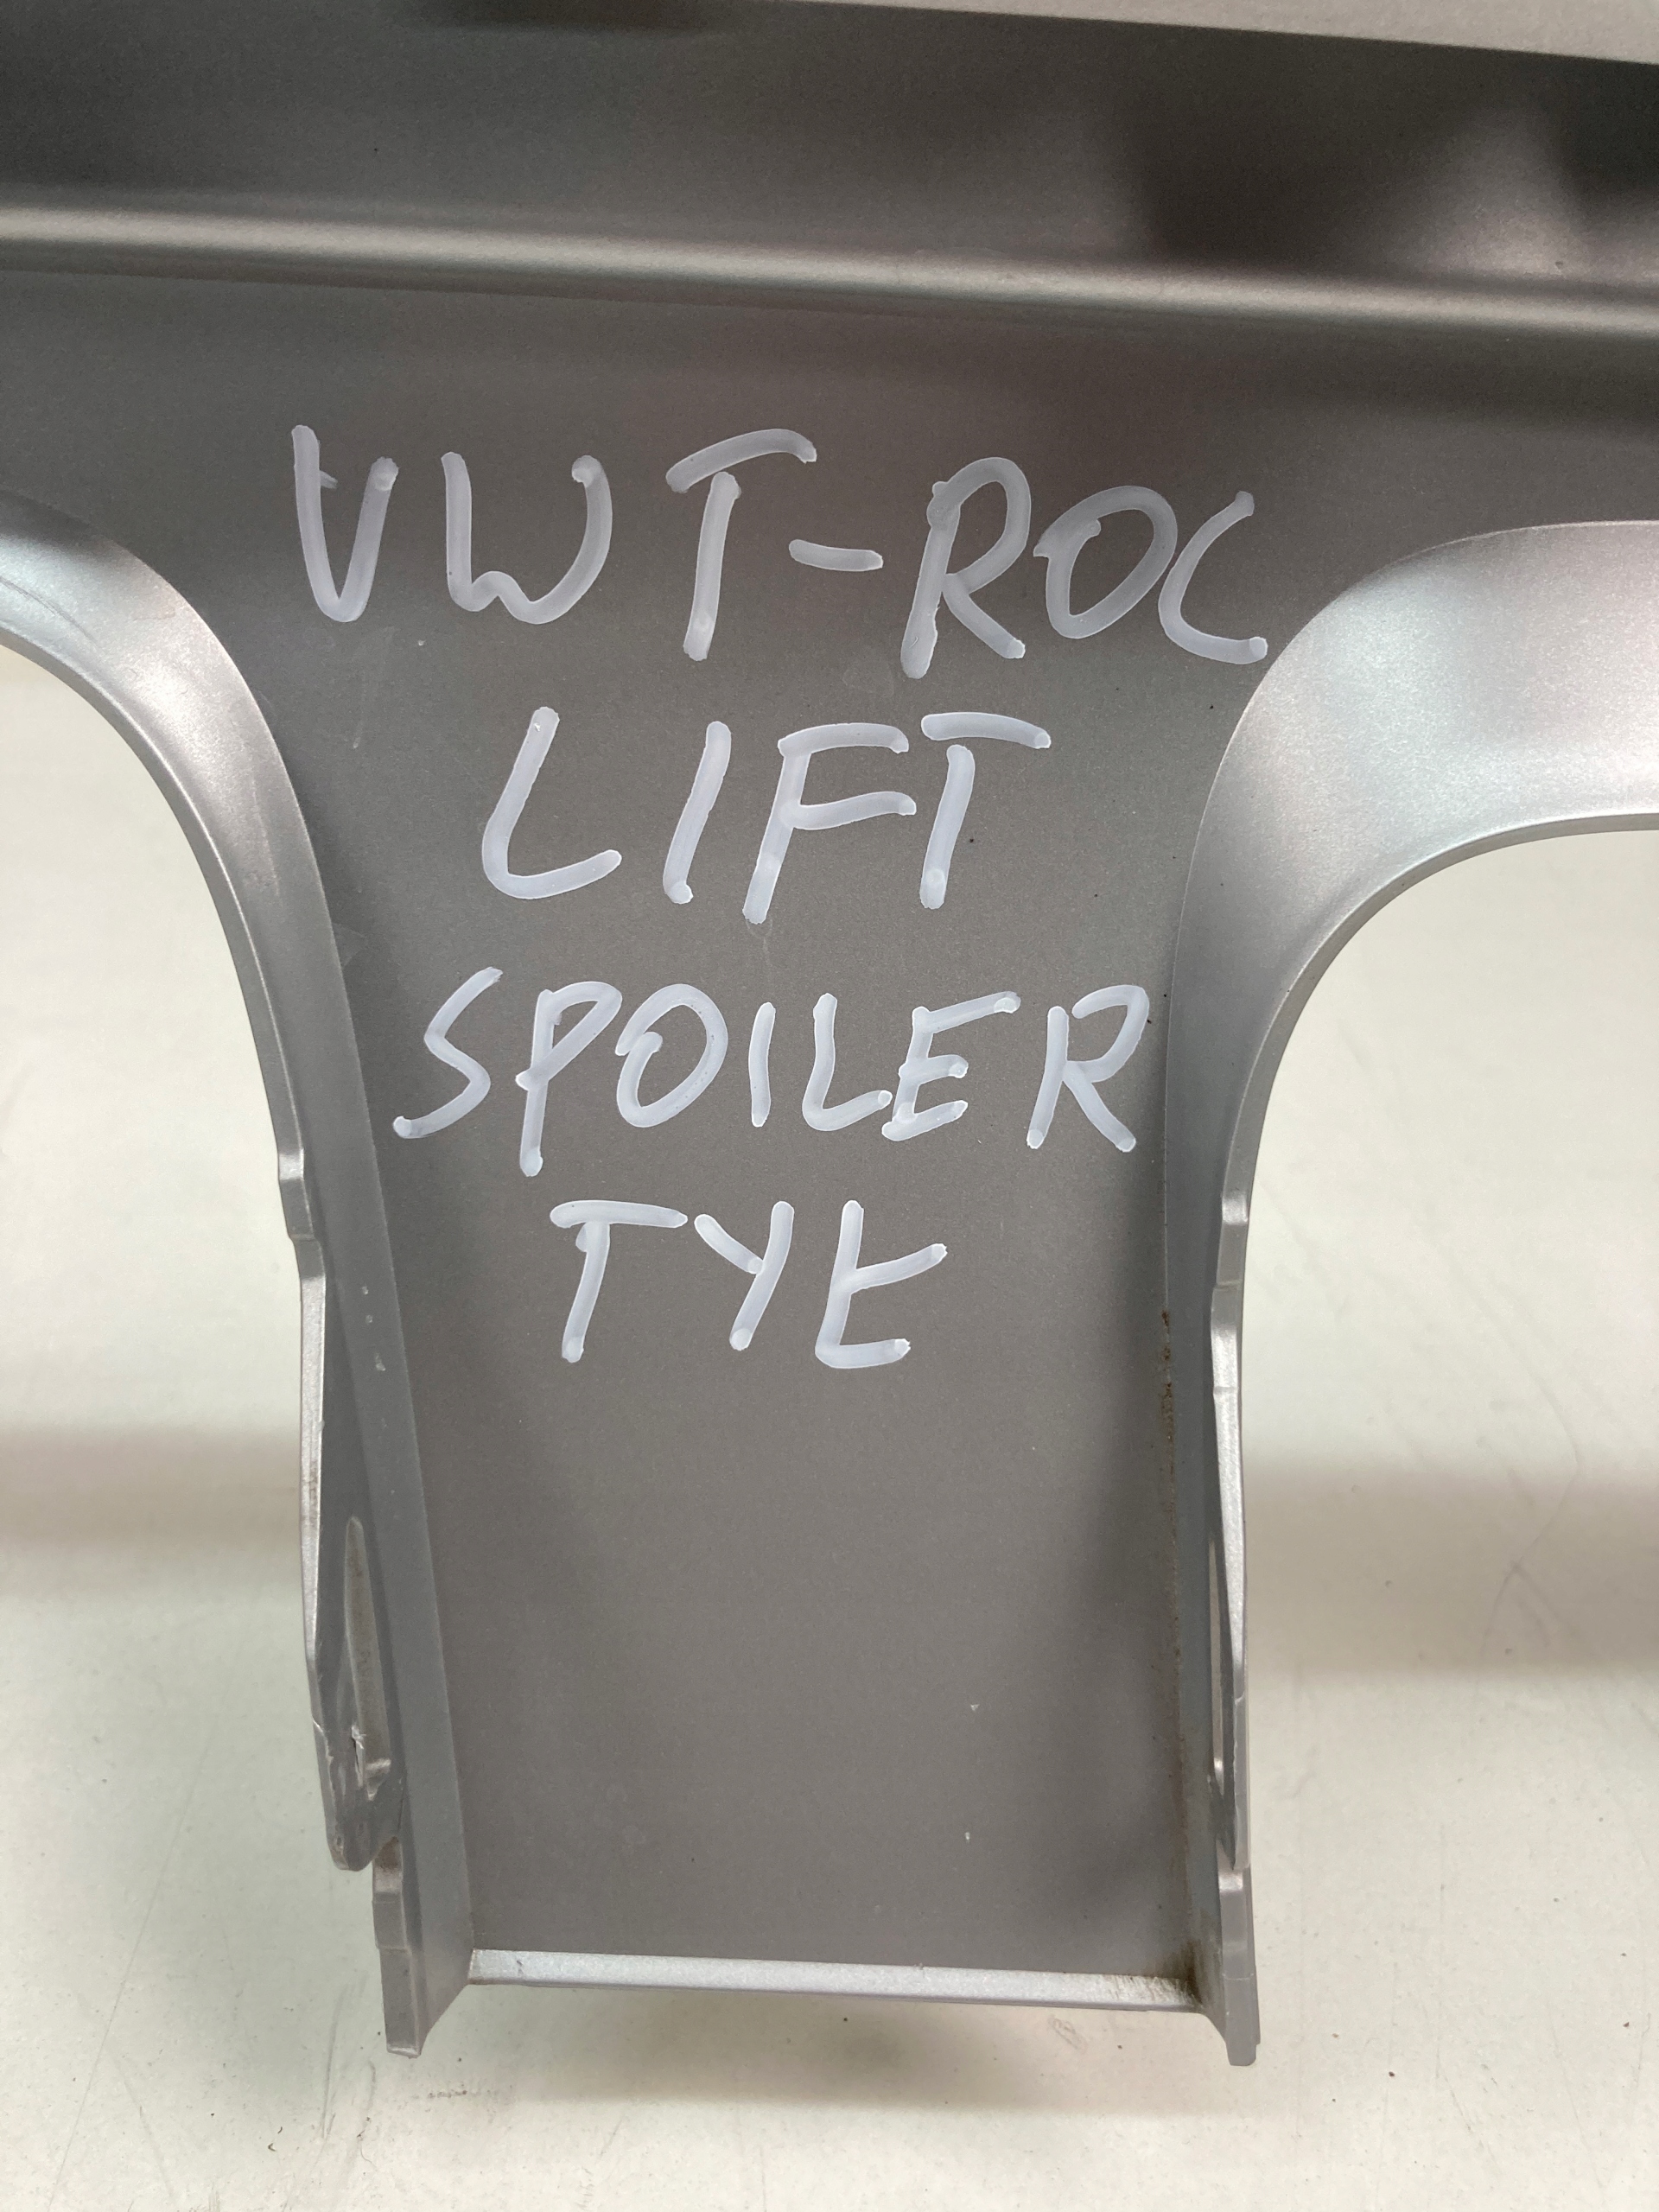 VW T-ROC
LIFT
SPOILER
TYŁ